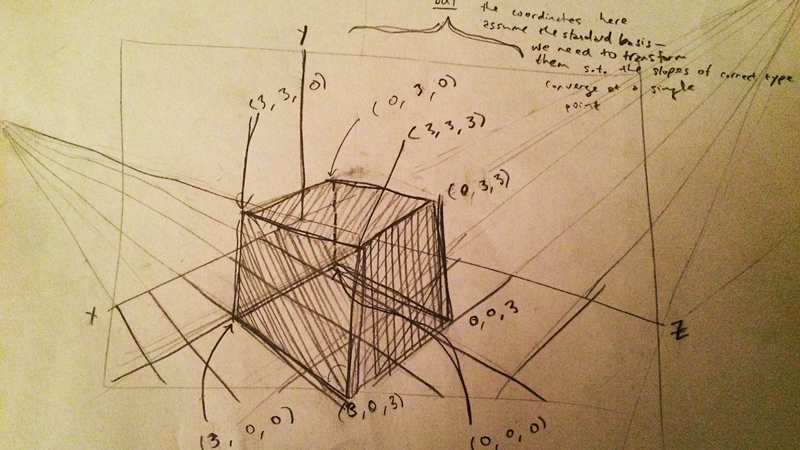 but
the coordinates here
assume the standard basis—
we need to transform
them s.t. the slopes of correct type
converge at a single
point
Y
(3, 3, 0)
(0, 3, 0)
(3, 3, 3)
(0, 3, 3)
X
0, 0, 3
Z
(3, 0, 0)
(3, 0, 3)
(0, 0, 0)